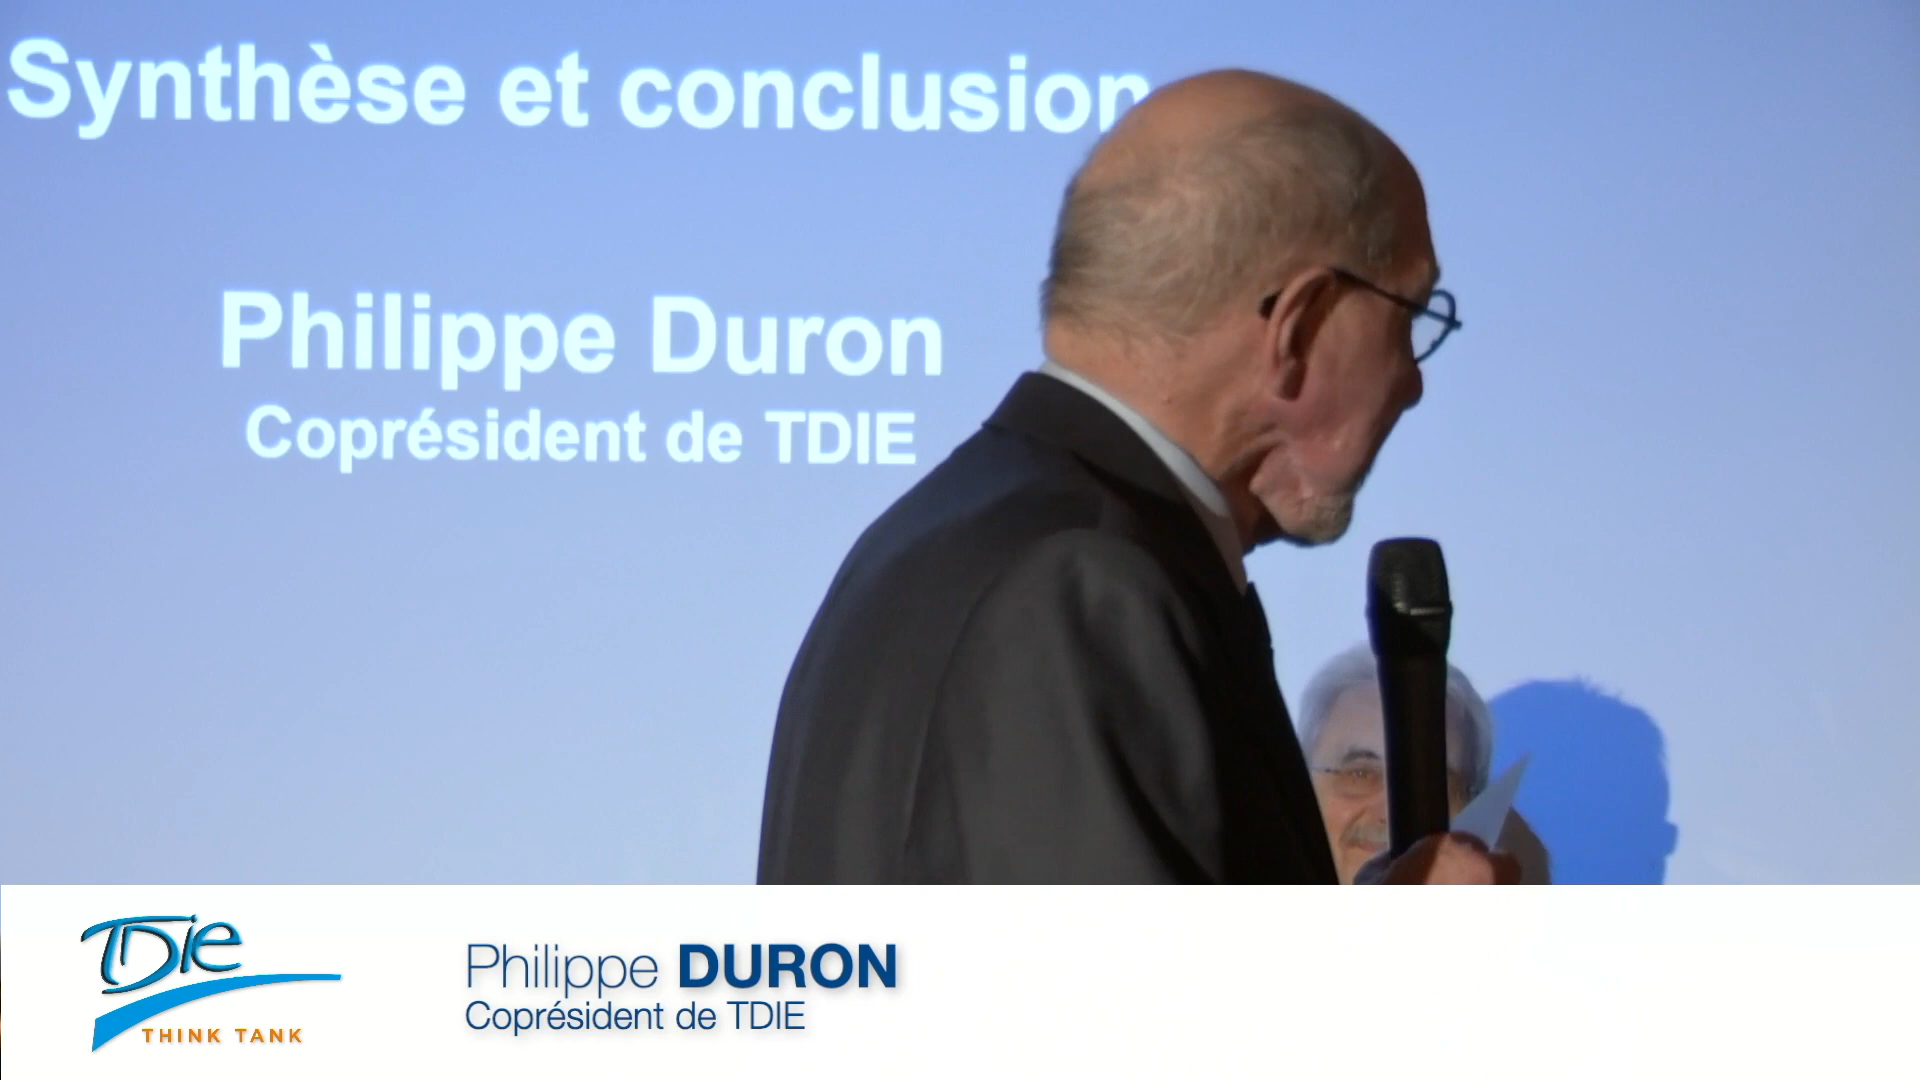 Synthèse et conclusion
Philippe Duron
Coprésident de TDIE
TDIE
THINK TANK
Philippe DURON
Coprésident de TDIE